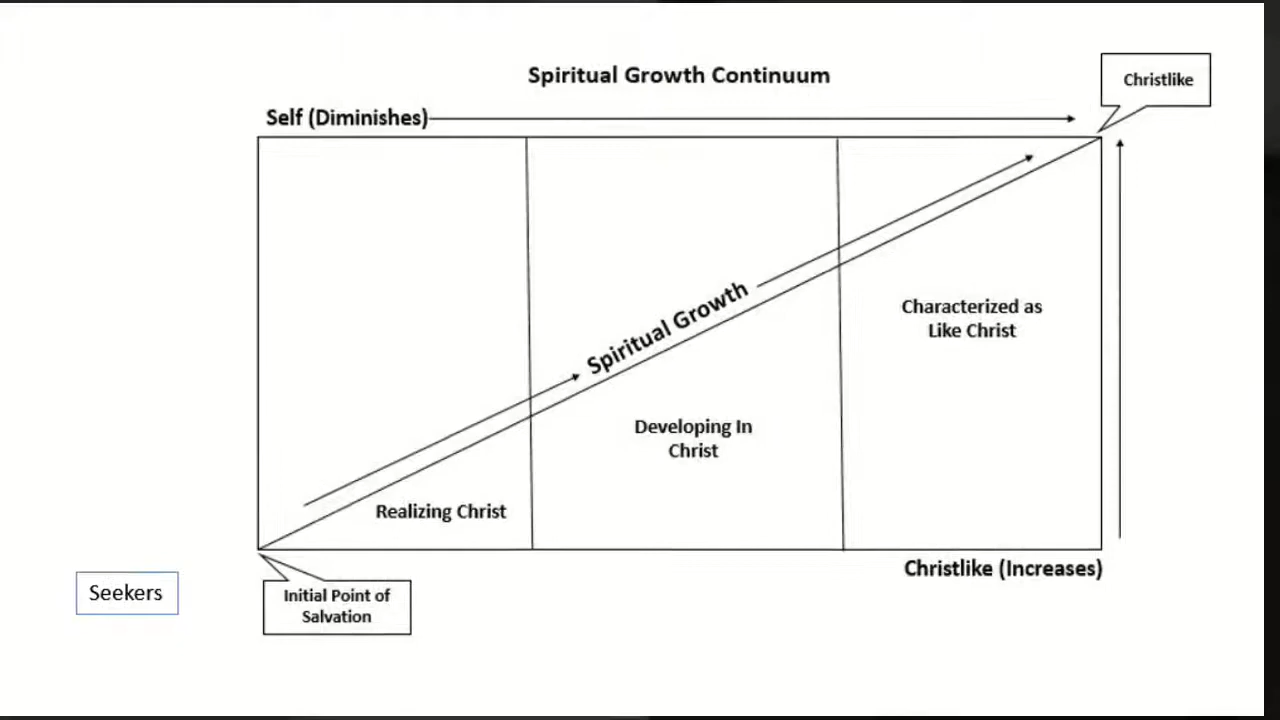 Spiritual Growth Continuum
Christlike
Self (Diminishes)
Spiritual Growth
Characterized as
Like Christ
Developing In
Christ
Realizing Christ
Christlike (Increases)
Seekers
Initial Point of
Salvation